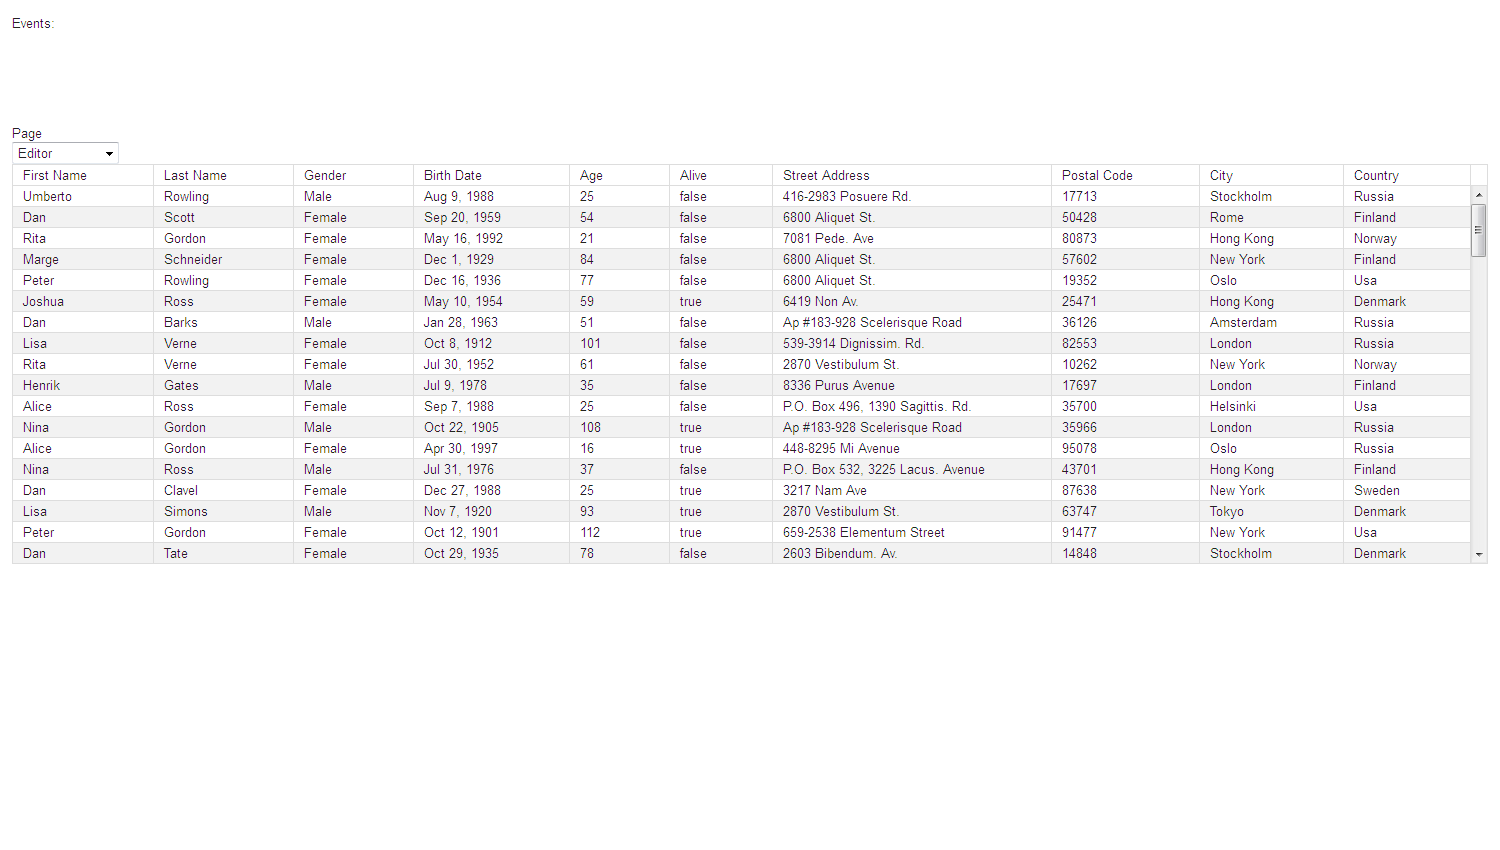 Events:
Page
Editor
First Name Last Name Gender Birth Date Age Alive Street Address Postal Code City Country
Umberto Rowling Male Aug 9, 1988 25 false 416-2983 Posuere Rd. 17713 Stockholm Russia
Dan Scott Female Sep 20, 1959 54 false 6800 Aliquet St. 50428 Rome Finland
Rita Gordon Female May 16, 1992 21 false 7081 Pede. Ave 80873 Hong Kong Norway
Marge Schneider Female Dec 1, 1929 84 false 6800 Aliquet St. 57602 New York Finland
Peter Rowling Female Dec 16, 1936 77 false 6800 Aliquet St. 19352 Oslo Usa
Joshua Ross Female May 10, 1954 59 true 6419 Non Av. 25471 Hong Kong Denmark
Dan Barks Male Jan 28, 1963 51 false Ap #183-928 Scelerisque Road 36126 Amsterdam Russia
Lisa Verne Female Oct 8, 1912 101 false 539-3914 Dignissim. Rd. 82553 London Russia
Rita Verne Female Jul 30, 1952 61 false 2870 Vestibulum St. 10262 New York Norway
Henrik Gates Male Jul 9, 1978 35 false 8336 Purus Avenue 17697 London Finland
Alice Ross Female Sep 7, 1988 25 false P.O. Box 496, 1390 Sagittis. Rd. 35700 Helsinki Usa
Nina Gordon Male Oct 22, 1905 108 true Ap #183-928 Scelerisque Road 35966 London Russia
Alice Gordon Female Apr 30, 1997 16 true 448-8295 Mi Avenue 95078 Oslo Russia
Nina Ross Male Jul 31, 1976 37 false P.O. Box 532, 3225 Lacus. Avenue 43701 Hong Kong Finland
Dan Clavel Female Dec 27, 1988 25 true 3217 Nam Ave 87638 New York Sweden
Lisa Simons Male Nov 7, 1920 93 true 2870 Vestibulum St. 63747 Tokyo Denmark
Peter Gordon Female Oct 12, 1901 112 true 659-2538 Elementum Street 91477 New York Usa
Dan Tate Female Oct 29, 1935 78 false 2603 Bibendum. Av. 14848 Stockholm Denmark